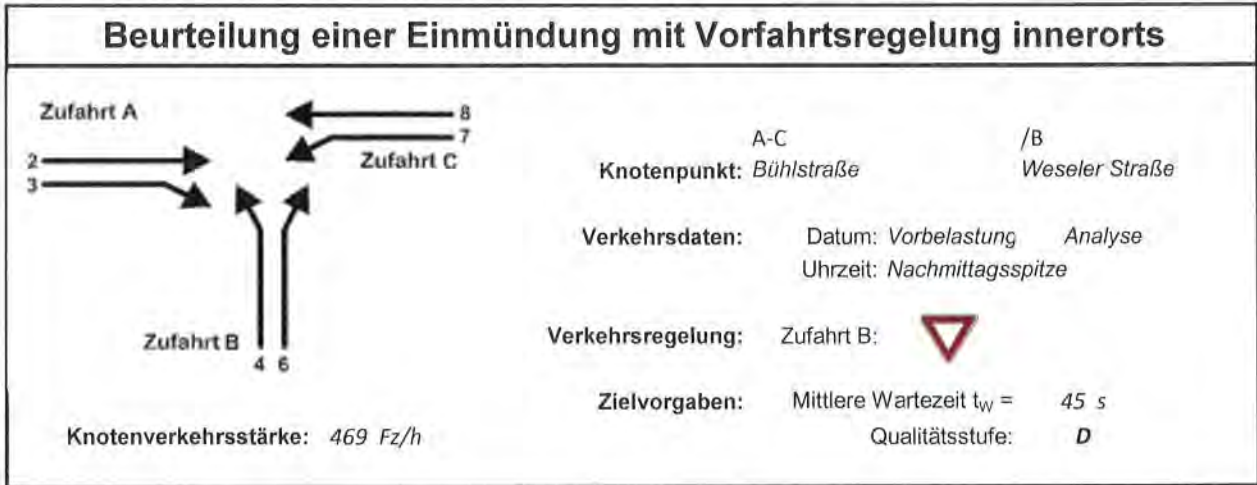 Beurteilung einer Einmündung mit Vorfahrtsregelung innerorts
Zufahrt A
8
7
Zufahrt C
2
3
Zufahrt B
4 6
Knotenverkehrsstärke: 469 Fz/h
A-C /B
Knotenpunkt: Bühlstraße Weseler Straße
Verkehrsdaten: Datum: Vorbelastung Analyse
Uhrzeit: Nachmittagsspitze
Verkehrsregelung: Zufahrt B:
Zielvorgaben: Mittlere Wartezeit tW = 45 s
Qualitätsstufe: D